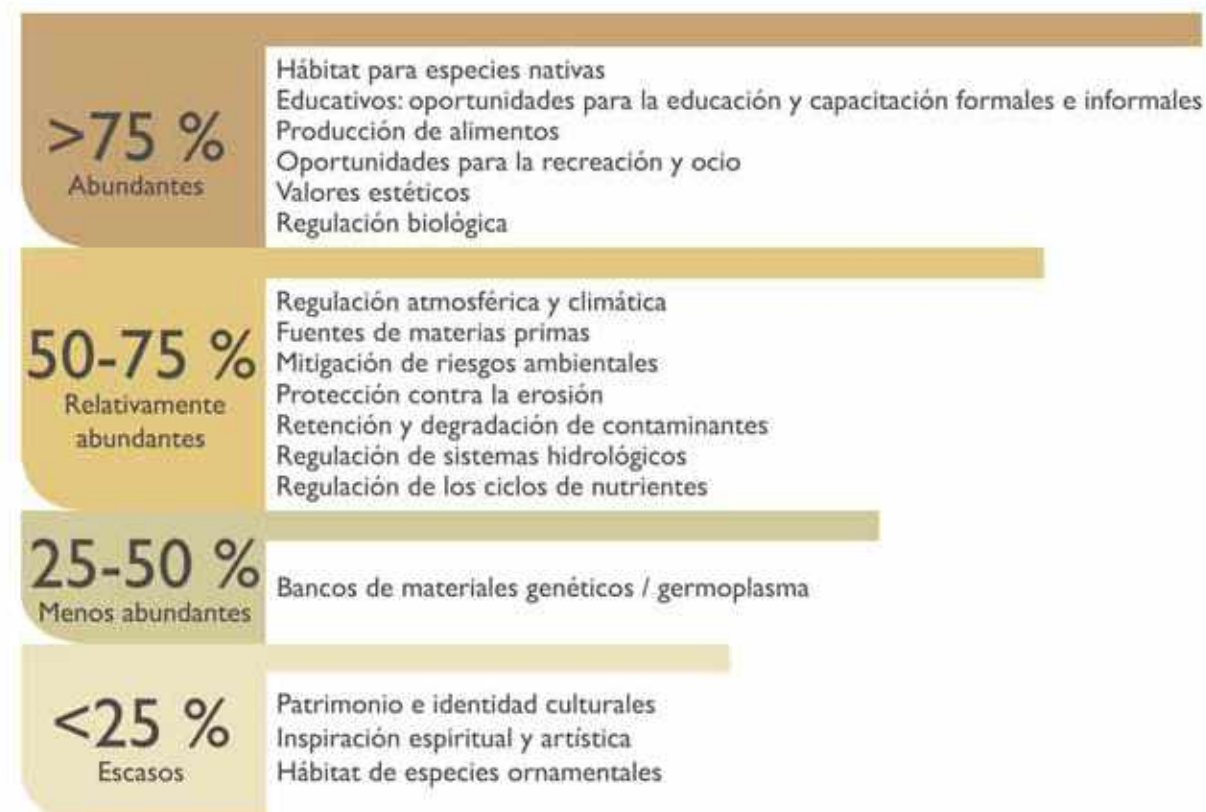 >75 %
Abundantes
Hábitat para especies nativas
Educativos: oportunidades para la educación y capacitación formales e informales
Producción de alimentos
Oportunidades para la recreación y ocio
Valores estéticos
Regulación biológica
50-75 %
Relativamente
abundantes
Regulación atmosférica y climática
Fuentes de materias primas
Mitigación de riesgos ambientales
Protección contra la erosión
Retención y degradación de contaminantes
Regulación de sistemas hidrológicos
Regulación de los ciclos de nutrientes
25-50 %
Menos abundantes
Bancos de materiales genéticos / germoplasma
<25 %
Escasos
Patrimonio e identidad culturales
Inspiración espiritual y artística
Hábitat de especies ornamentales